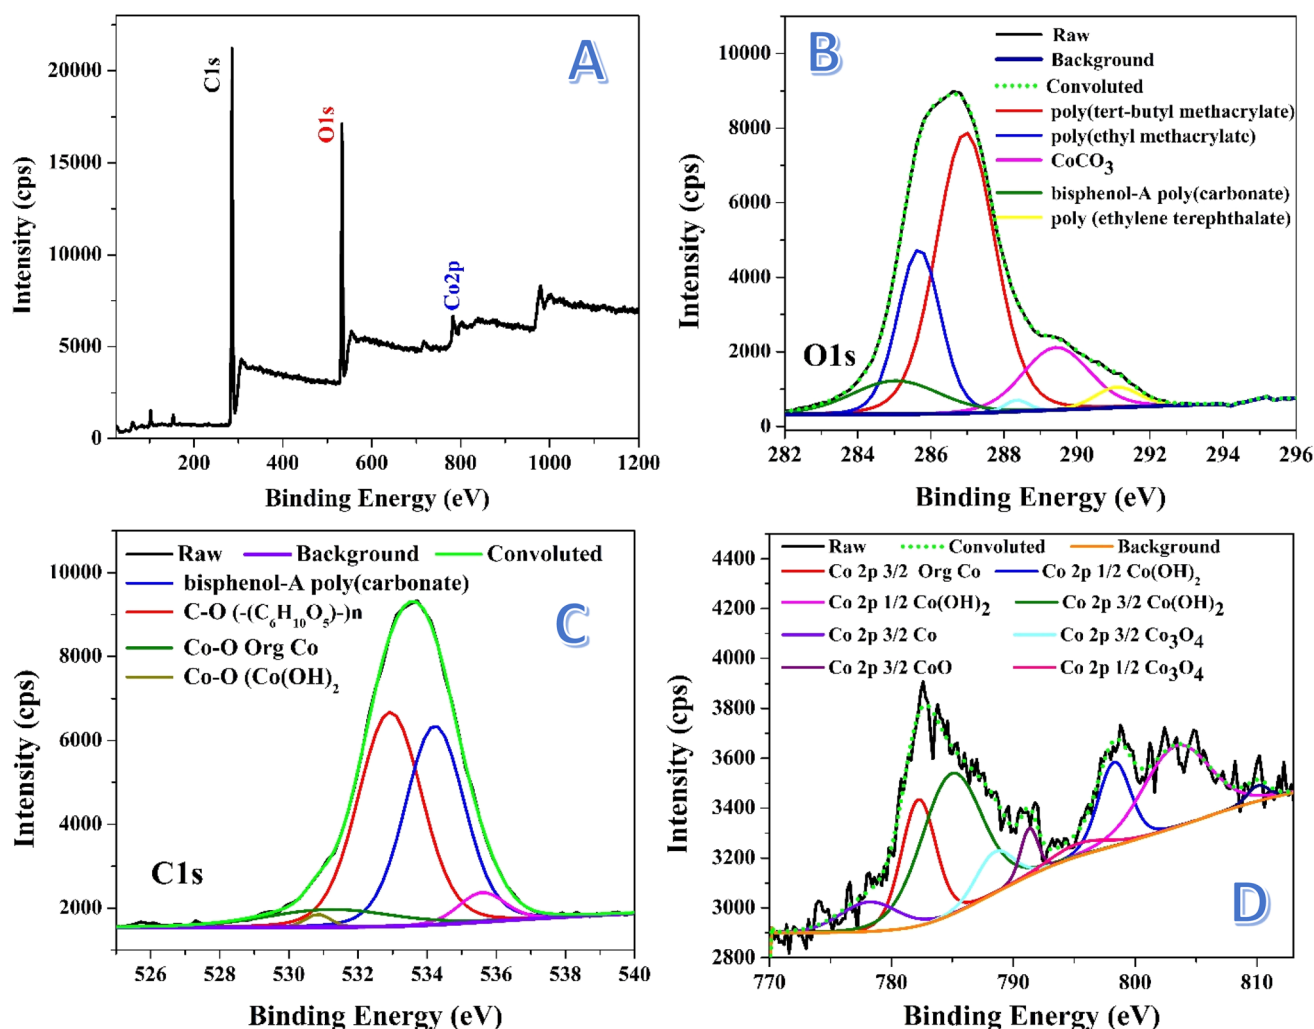 A
C1s
O1s
Co2p
20000
15000
10000
5000
0
Intensity (cps)
200
400
600
800
1000
1200
Binding Energy (eV)
B
Raw
Background
Convoluted
poly(tert-butyl methacrylate)
poly(ethyl methacrylate)
CoCO3
bisphenol-A poly(carbonate)
poly (ethylene terephthalate)
O1s
10000
8000
6000
4000
2000
0
Intensity (cps)
282
284
286
288
290
292
294
296
Binding Energy (eV)
C
Raw
Background
Convoluted
bisphenol-A poly(carbonate)
C-O (-(C6H10O5)-)n
Co-O Org Co
Co-O (Co(OH)2
C1s
10000
8000
6000
4000
2000
Intensity (cps)
526
528
530
533
534
536
538
540
Binding Energy (eV)
D
Raw
Convoluted
Background
Co 2p 3/2 Org Co
Co 2p 1/2 Co(OH)2
Co 2p 1/2 Co(OH)2
Co 2p 3/2 Co(OH)2
Co 2p 3/2 Co
Co 2p 3/2 Co3O4
Co 2p 3/2 CoO
Co 2p 1/2 Co3O4
4400
4200
4000
3800
3600
3400
3200
3000
2800
Intensity (cps)
770
780
790
800
810
Binding Energy (eV)